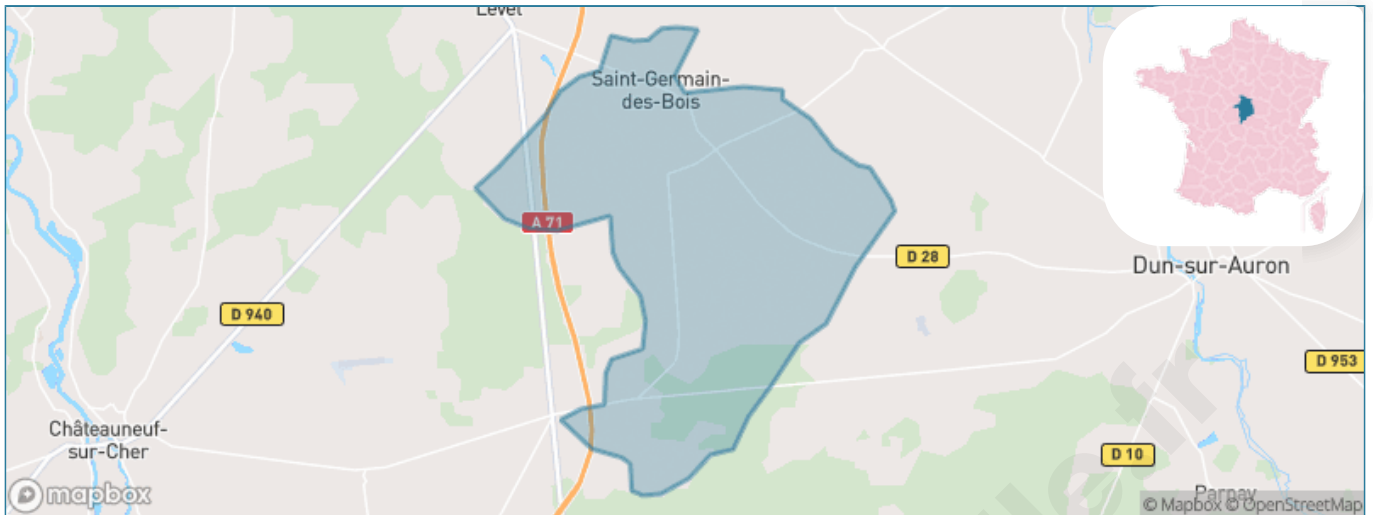 Levet
Saint-Germain-
des-Bois
A 71
D 28
Dun-sur-Auron
D 940
D 953
Châteauneuf-
sur-Cher
D 10
Parnay
mapbox
© Mapbox © OpenStreetMap